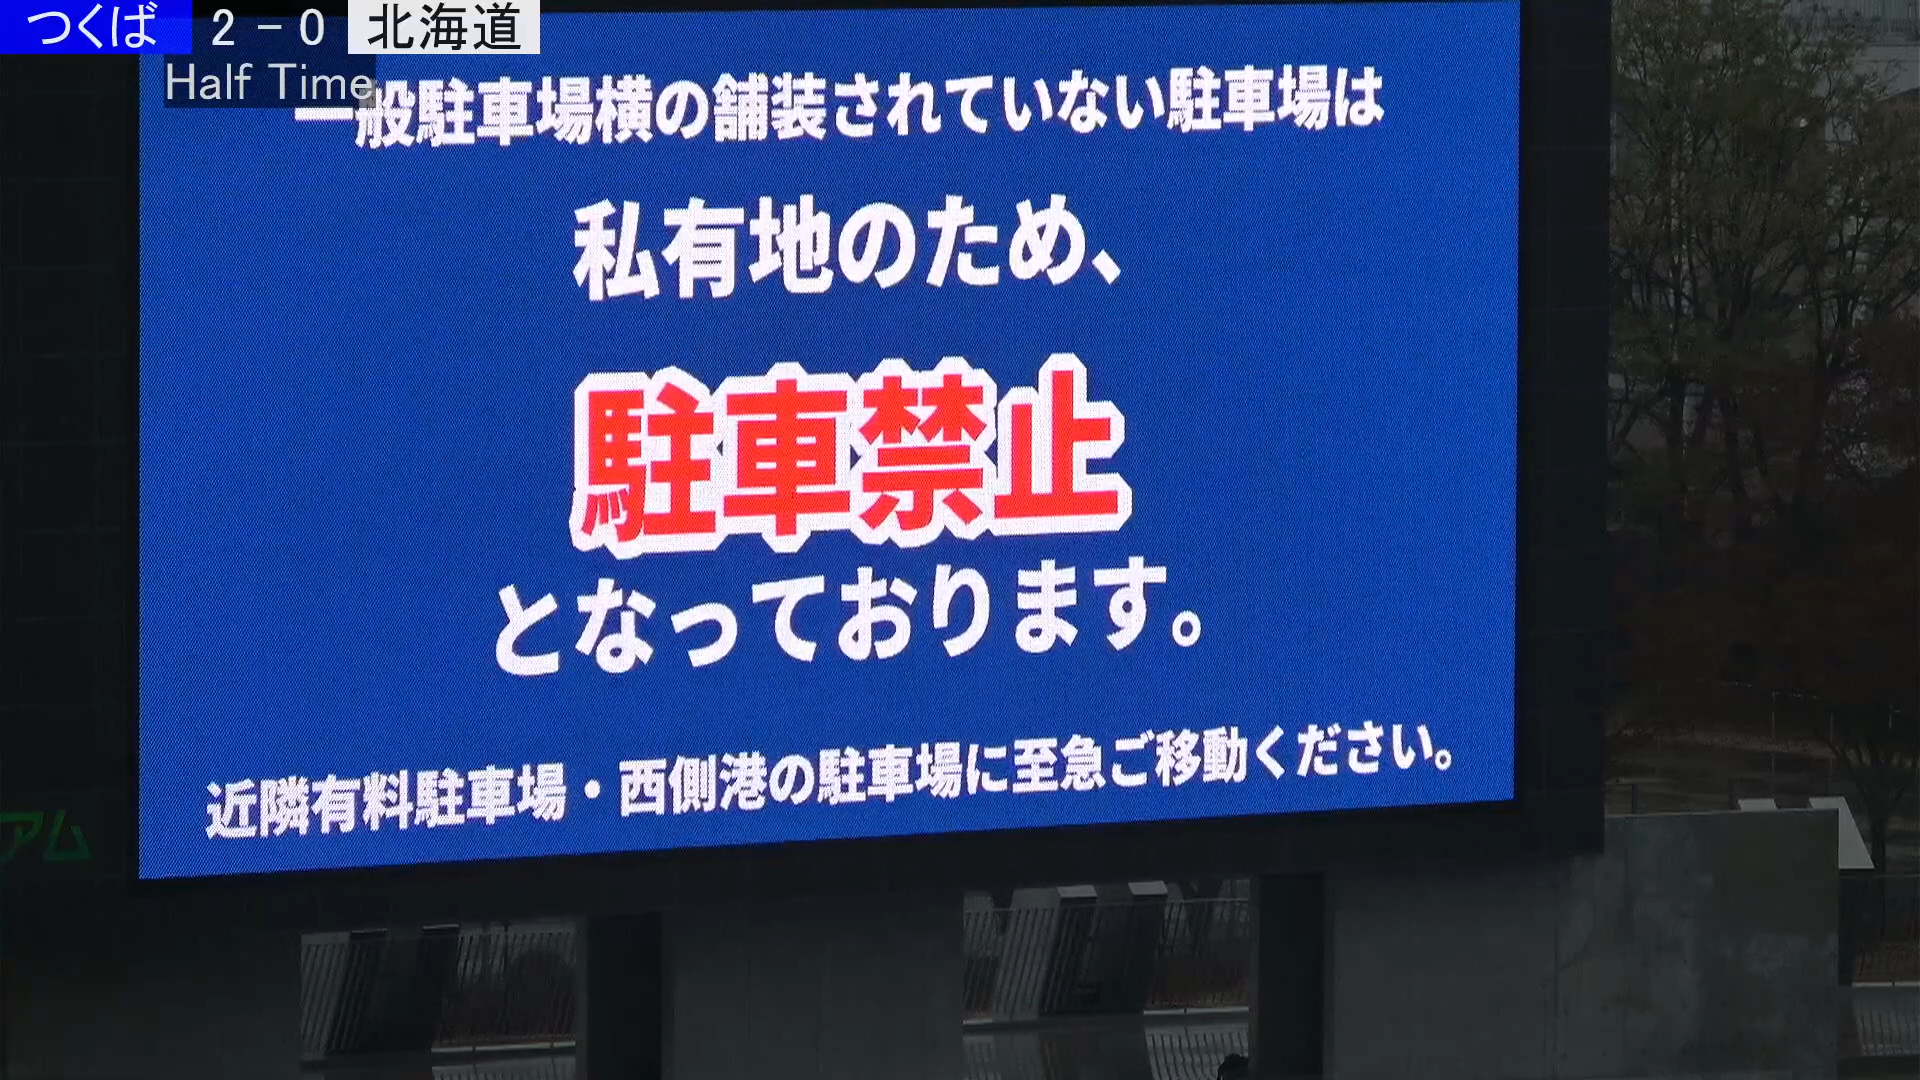 つくば 2 - 0 北海道
Half Time
一般駐車場横の舗装されていない駐車場は
私有地のため、
駐車禁止
となっております。
近隣有料駐車場・西側港の駐車場に至急ご移動ください。
アム